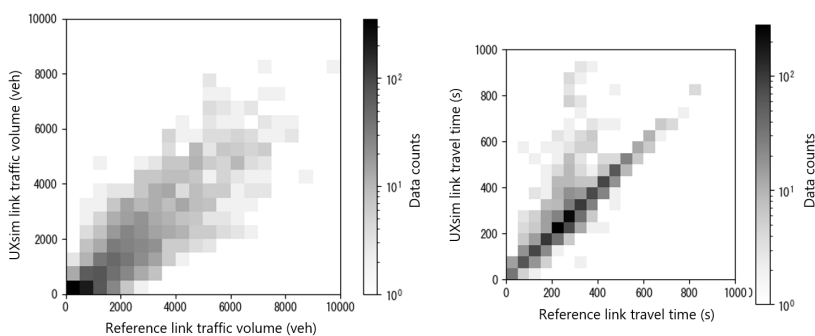 10000
8000
6000
4000
2000
0
UXsim link traffic volume (veh)
0 2000 4000 6000 8000 10000
Reference link traffic volume (veh)
10²
10¹
10⁰
Data counts
1000
800
600
400
200
0
UXsim link travel time (s)
0 200 400 600 800 1000)
Reference link travel time (s)
10²
10¹
10⁰
Data counts